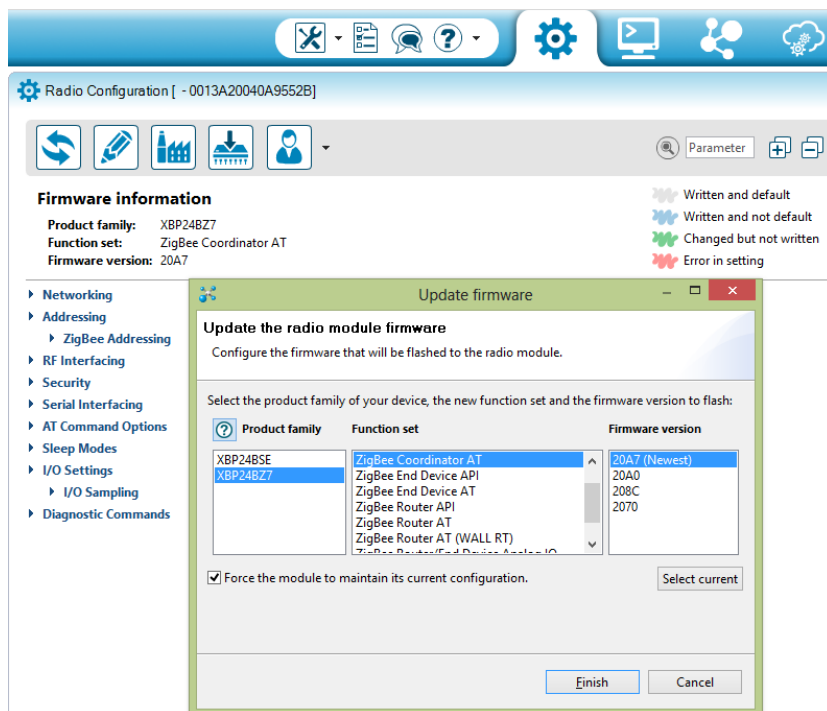 Radio Configuration [ - 0013A20040A9552B]
Parameter
Firmware information
Product family: XBP24BZ7
Function set: ZigBee Coordinator AT
Firmware version: 20A7
Written and default
Written and not default
Changed but not written
Error in setting
Networking
Addressing
ZigBee Addressing
RF Interfacing
Security
Serial Interfacing
AT Command Options
Sleep Modes
I/O Settings
I/O Sampling
Diagnostic Commands
Update firmware
Update the radio module firmware
Configure the firmware that will be flashed to the radio module.
Select the product family of your device, the new function set and the firmware version to flash:
Product family
Function set
Firmware version
XBP24BSE
XBP24BZ7
ZigBee Coordinator AT
ZigBee End Device API
ZigBee End Device AT
ZigBee Router API
ZigBee Router AT
ZigBee Router AT (WALL RT)
ZigBee Router/End Device Analog IO
20A7 (Newest)
20A0
208C
2070
Force the module to maintain its current configuration.
Select current
Finish
Cancel